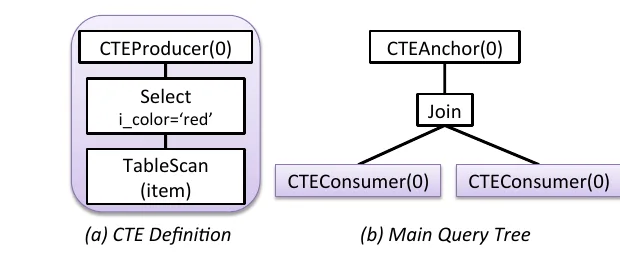 CTEProducer(0)
Select
i_color=‘red’
TableScan
(item)
(a) CTE Definition
CTEAnchor(0)
Join
CTEConsumer(0)
CTEConsumer(0)
(b) Main Query Tree